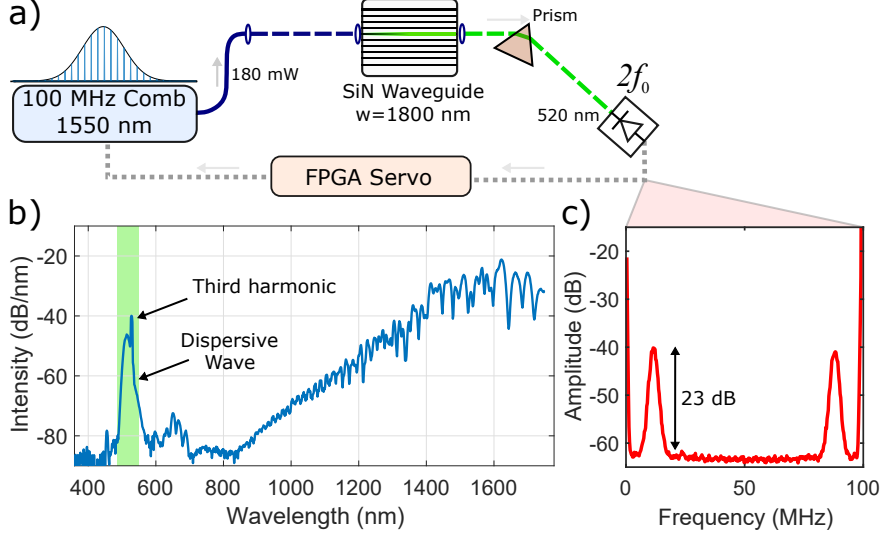 a)
100 MHz Comb
1550 nm
180 mW
SiN Waveguide
w=1800 nm
Prism
520 nm
2f₀
FPGA Servo
b)
Intensity (dB/nm)
-20
-40
-60
-80
Third harmonic
Dispersive
Wave
400 600 800 1000 1200 1400 1600
Wavelength (nm)
c)
Amplitude (dB)
-20
-30
-40
-50
-60
23 dB
0 50 100
Frequency (MHz)